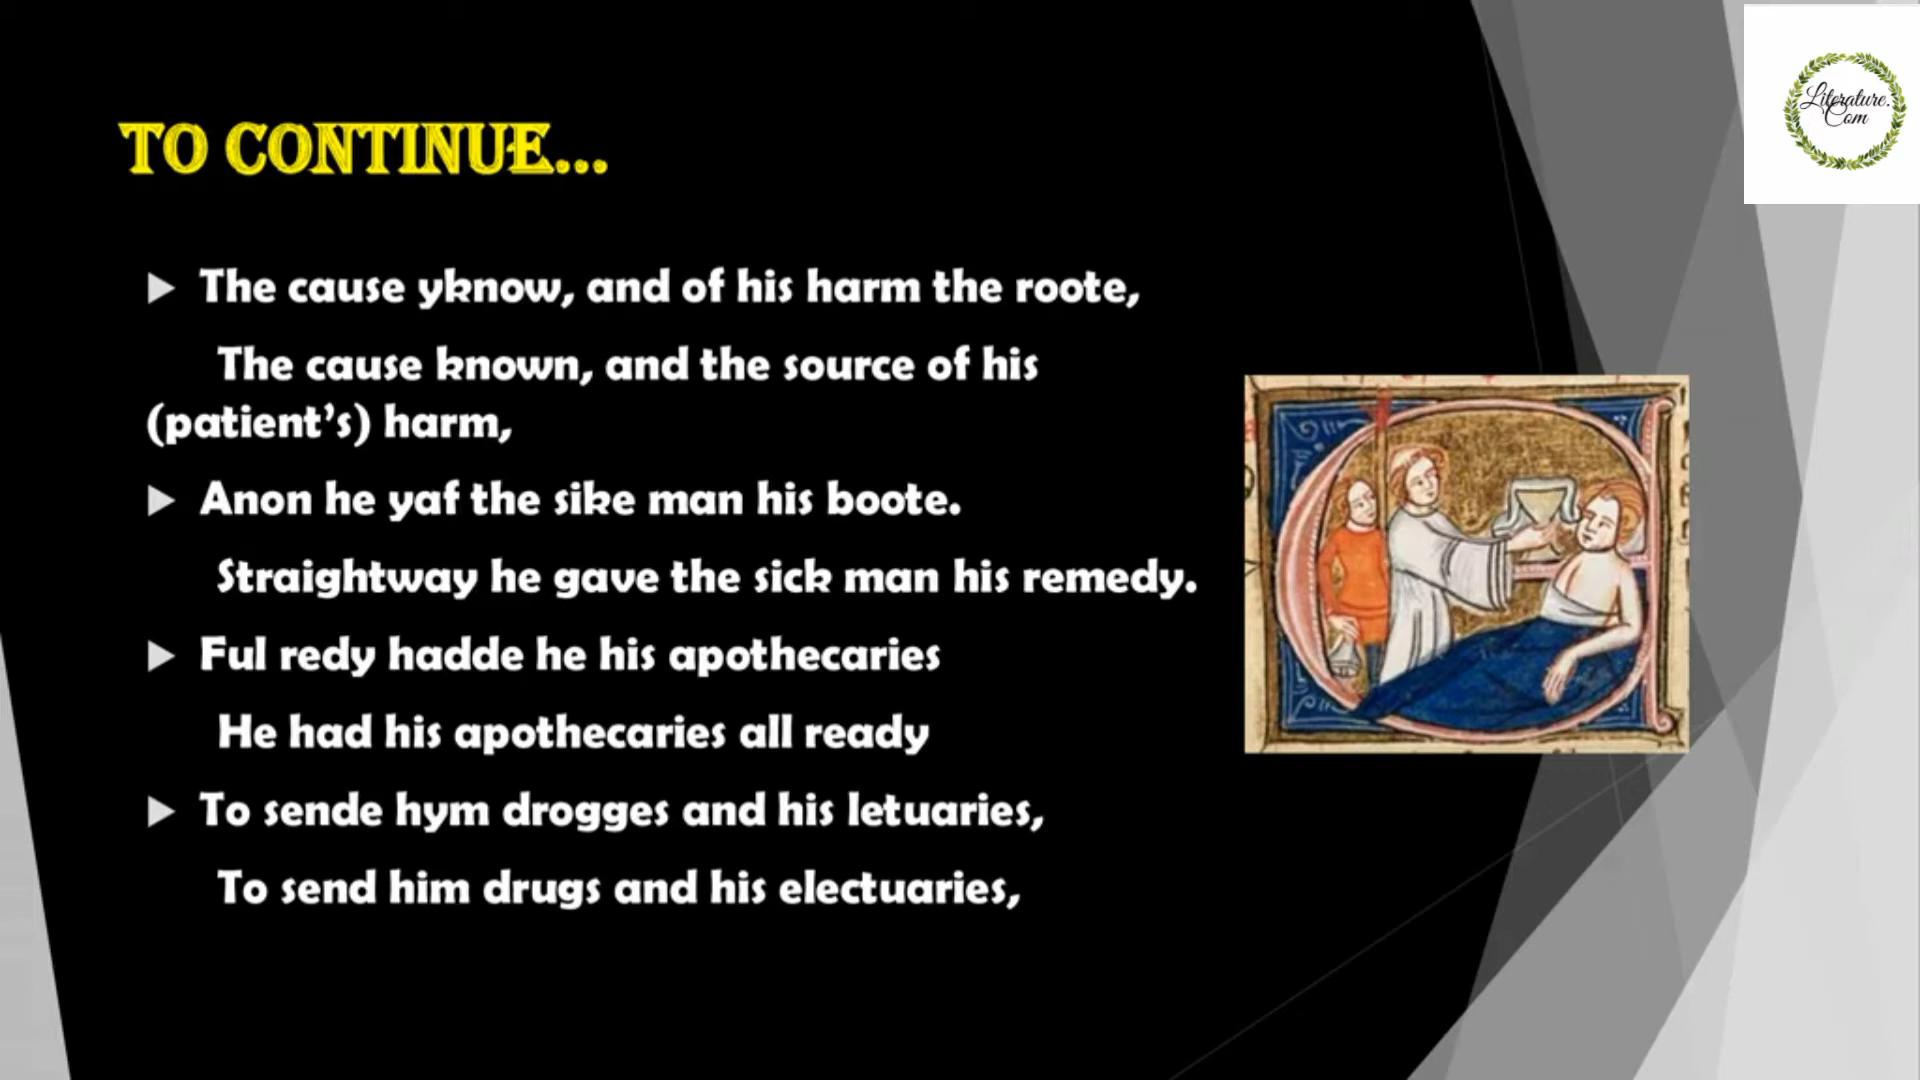 Literature.
Com
TO CONTINUE...
The cause yknow, and of his harm the roote,
The cause known, and the source of his
(patient's) harm,
Anon he yaf the sike man his boote.
Straightway he gave the sick man his remedy.
Ful redy hadde he his apothecaries
He had his apothecaries all ready
To sende hym drogges and his letuaries,
To send him drugs and his electuaries,